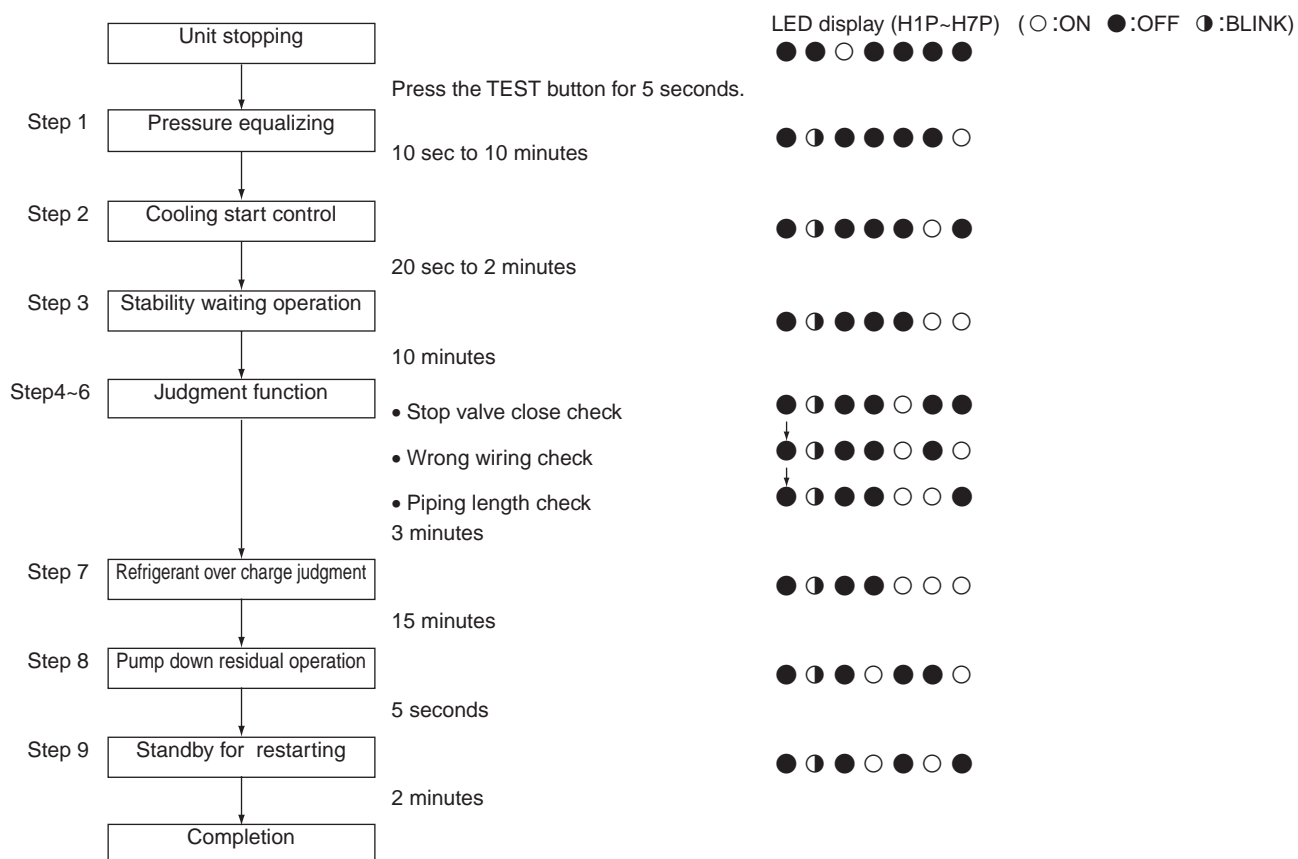 LED display (H1P~H7P) ( ○ :ON ● :OFF ◑ :BLINK)
Unit stopping
● ● ○ ● ● ● ●
Press the TEST button for 5 seconds.
Step 1 Pressure equalizing
● ◑ ● ● ● ● ○
10 sec to 10 minutes
Step 2 Cooling start control
● ◑ ● ● ● ○ ●
20 sec to 2 minutes
Step 3 Stability waiting operation
● ◑ ● ● ● ○ ○
10 minutes
Step4~6 Judgment function
• Stop valve close check ● ◑ ● ● ○ ● ●
• Wrong wiring check ● ◑ ● ● ○ ● ○
• Piping length check ● ◑ ● ● ○ ○ ●
3 minutes
Step 7 Refrigerant over charge judgment
● ◑ ● ● ○ ○ ○
15 minutes
Step 8 Pump down residual operation
● ◑ ● ○ ● ● ○
5 seconds
Step 9 Standby for restarting
● ◑ ● ○ ● ○ ●
2 minutes
Completion